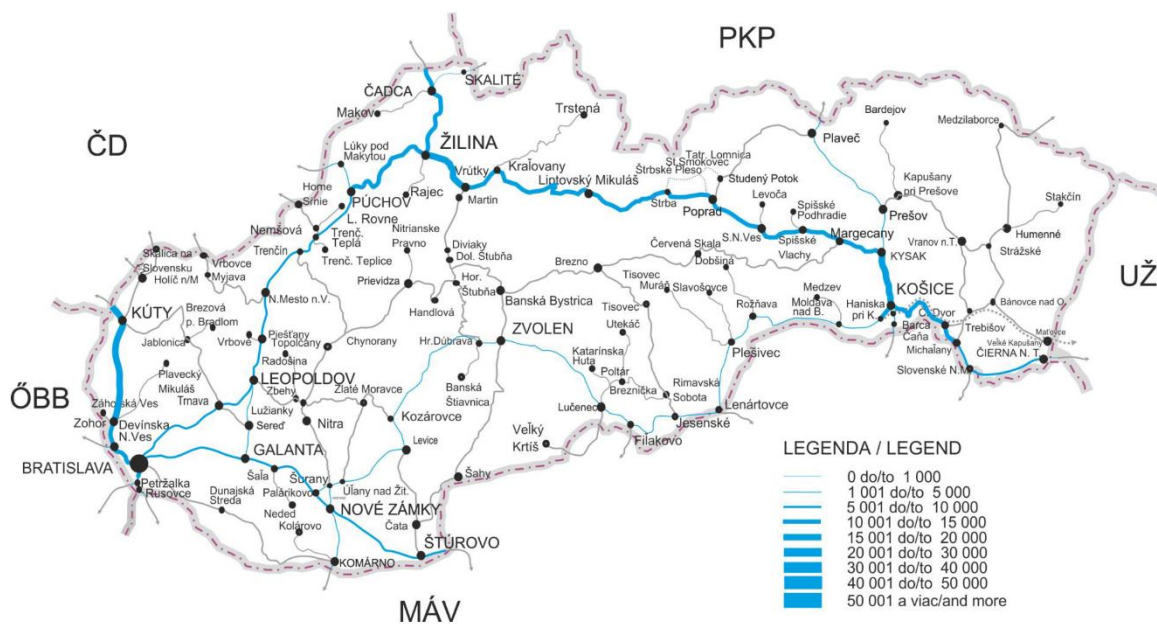 PKP
SKALITÉ
ČADCA
Makov
Trstená
Bardejov
Medzilaborce
ČD
Plaveč
Lúky pod
Makytou
ŽILINA
Vrútky
Kraľovany
Tatr. Lomnica
St.Smokovec
Štrbské Pleso
Rajec
Liptovský Mikuláš
Studený Potok
Levoča
Kapušany
pri Prešove
Horne
Srnie
PÚCHOV
Martin
Strba
Poprad
Spišské
Podhradie
Prešov
Stakčín
L. Rovne
Nemšová
Trenč.
Teplá
Nitrianske
Pravno
S.N.Ves
Margecany
Humenné
Trenčín
Diviaky
Dol. Štubňa
Červená Skala
Spišské
Vlachy
Vranov n.T.
Strážské
Skalica na
Slovensku
Vrbovce
Myjava
Trenč. Teplice
Brezno
Dobšiná
KYSAK
Holíč n/M
Prievidza
Hor.
Štubňa
Tisovec
Muráň
Slavošovce
Medzev
KOŠICE
UŽ
N.Mesto n.V.
Banská Bystrica
Tisovec
Rožňava
Moldava
nad B.
Haniska
pri K.
Bánovce nad O.
KÚTY
Brezová
p. Bradlom
Handlová
Utekáč
Č. Dvor
Jablonica
Vrbové
Piešťany
Topoľčany
Chynorany
Hr.Dúbrava
ZVOLEN
Barca
Čaňa
Trebišov
Maťovce
Radošina
Katarínska
Huta
Plešivec
Michaľany
Veľké Kapušany
Plavecký
Mikuláš
LEOPOLDOV
Poltár
ČIERNA N. T.
ŐBB
Zbehy
Zlaté Moravce
Banská
Štiavnica
Breznička
Rimavská
Sobota
Slovenské N.M
Záhorská Ves
Trnava
Lužianky
Zohor
Devínska
N.Ves
Sereď
Nitra
Kozárovce
Lučenec
Jesenské
Lenártovce
BRATISLAVA
GALANTA
Levice
Veľký
Krtíš
Filakovo
Petržalka
Rusovce
Šaľa
Šurany
Úľany nad Žit.
Šahy
Dunajská
Streda
Palárikovo
Neded
NOVÉ ZÁMKY
Kolárovo
Čata
ŠTÚROVO
KOMÁRNO
MÁV
LEGENDA / LEGEND
0 do/to 1 000
1 001 do/to 5 000
5 001 do/to 10 000
10 001 do/to 15 000
15 001 do/to 20 000
20 001 do/to 30 000
30 001 do/to 40 000
40 001 do/to 50 000
50 001 a viac/and more